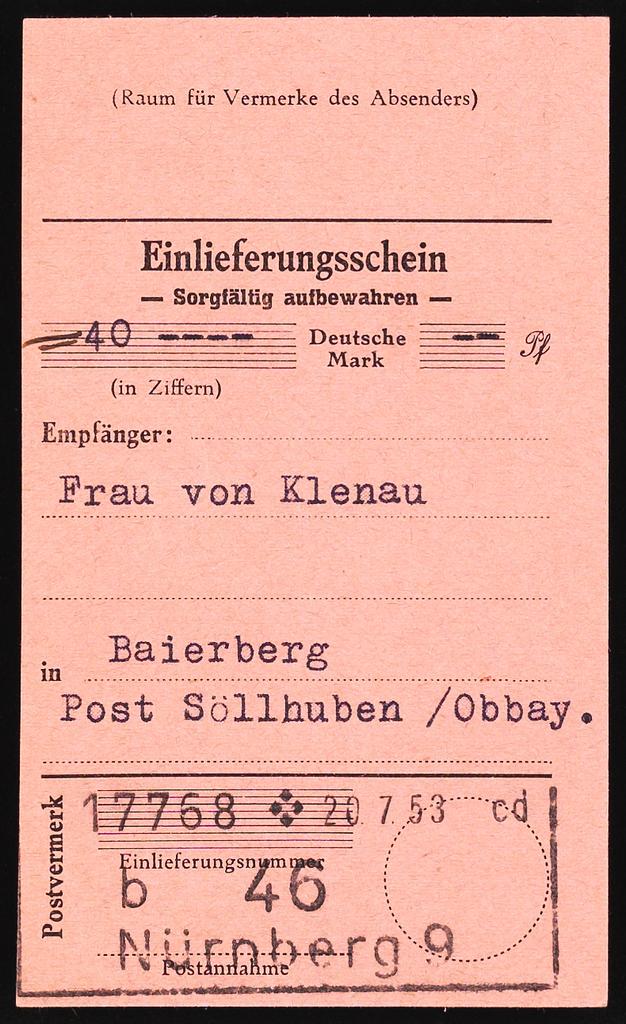 (Raum für Vermerke des Absenders)
Einlieferungsschein
— Sorgfältig aufbewahren —
=40 ---- Deutsche Mark -- Pf
(in Ziffern)
Empfänger:
Frau von Klenau
in Baierberg
Post Söllhuben /Obbay.
Postvermerk
17768 20.7.53 cd
Einlieferungsnummer
b 46
Nürnberg 9
Postannahme